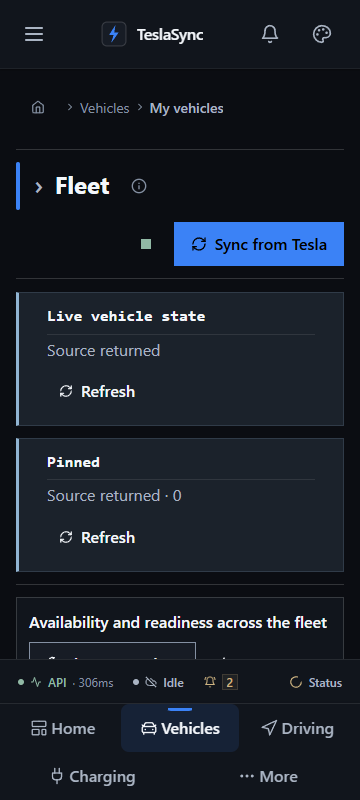 TeslaSync
Vehicles My vehicles
Fleet
Sync from Tesla
Live vehicle state
Source returned
Refresh
Pinned
Source returned · 0
Refresh
Availability and readiness across the fleet
API · 306ms Idle 2 Status
Home Vehicles Driving
Charging More